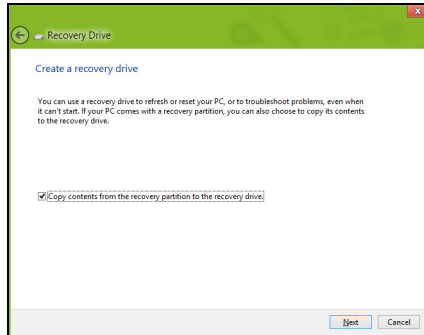 x
Recovery Drive
Create a recovery drive
You can use a recovery drive to refresh or reset your PC, or to troubleshoot problems, even when
it can't start. If your PC comes with a recovery partition, you can also choose to copy its contents
to the recovery drive.
Copy contents from the recovery partition to the recovery drive.
Next Cancel